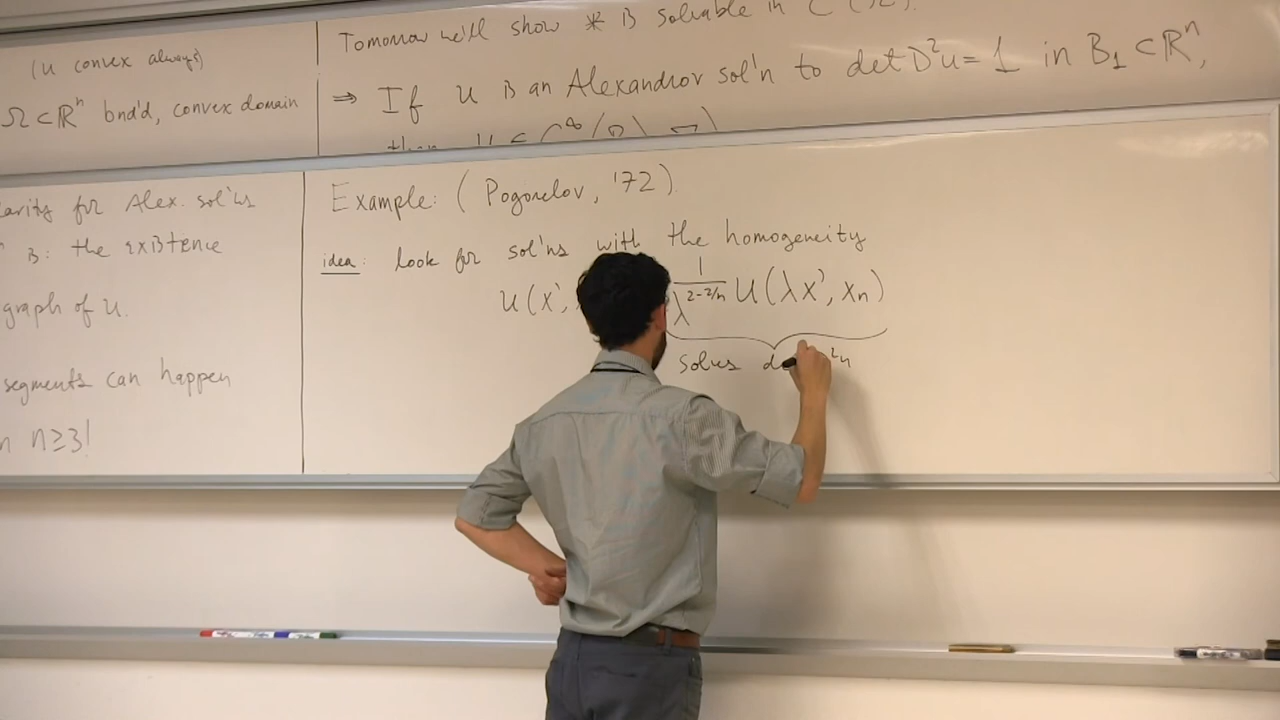 (u convex always)
Ω ⊂ ℝⁿ bnd'd, convex domain
Tomorrow we'll show * is solvable in
⇒ If u is an Alexandrov sol'n to det D²u = 1 in B₁ ⊂ ℝⁿ,
then u ∈ C^∞
for Alex. sol'ns
is: the existence
graph of u.
segments can happen
n ≥ 3!
Example: (Pogorelov, '72).
idea: look for sol'ns with the homogeneity
u(x', 1/λ^{2-2/n} u(λx', xₙ)
solves